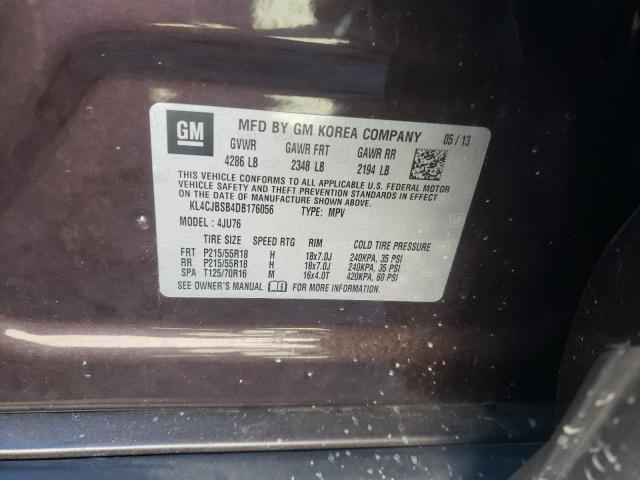 GM MFD BY GM KOREA COMPANY 05/13
GVWR GAWR FRT GAWR RR
4286 LB 2348 LB 2194 LB
THIS VEHICLE CONFORMS TO ALL APPLICABLE U.S. FEDERAL MOTOR
VEHICLE SAFETY AND THEFT PREVENTION STANDARDS IN EFFECT ON
THE DATE OF MANUFACTURE SHOWN ABOVE.
KL4CJBSB4DB176056 TYPE: MPV
MODEL: 4JU76
TIRE SIZE SPEED RTG RIM COLD TIRE PRESSURE
FRT P215/55R18 H 18x7.0J 240KPA, 35 PSI
RR P215/55R18 H 18x7.0J 240KPA, 35 PSI
SPA T125/70R16 M 16x4.0T 420KPA, 60 PSI
SEE OWNER'S MANUAL FOR MORE INFORMATION.